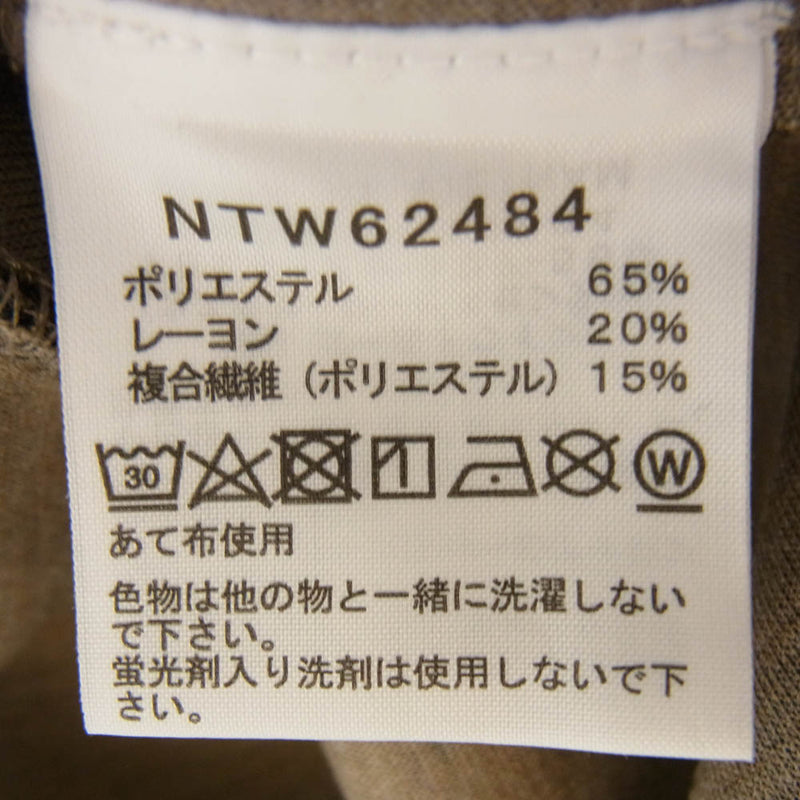 NTW62484
ポリエステル 65%
レーヨン 20%
複合繊維（ポリエステル）15%
30 W
あて布使用
色物は他の物と一緒に洗濯しない
で下さい。
蛍光剤入り洗剤は使用しないで下
さい。